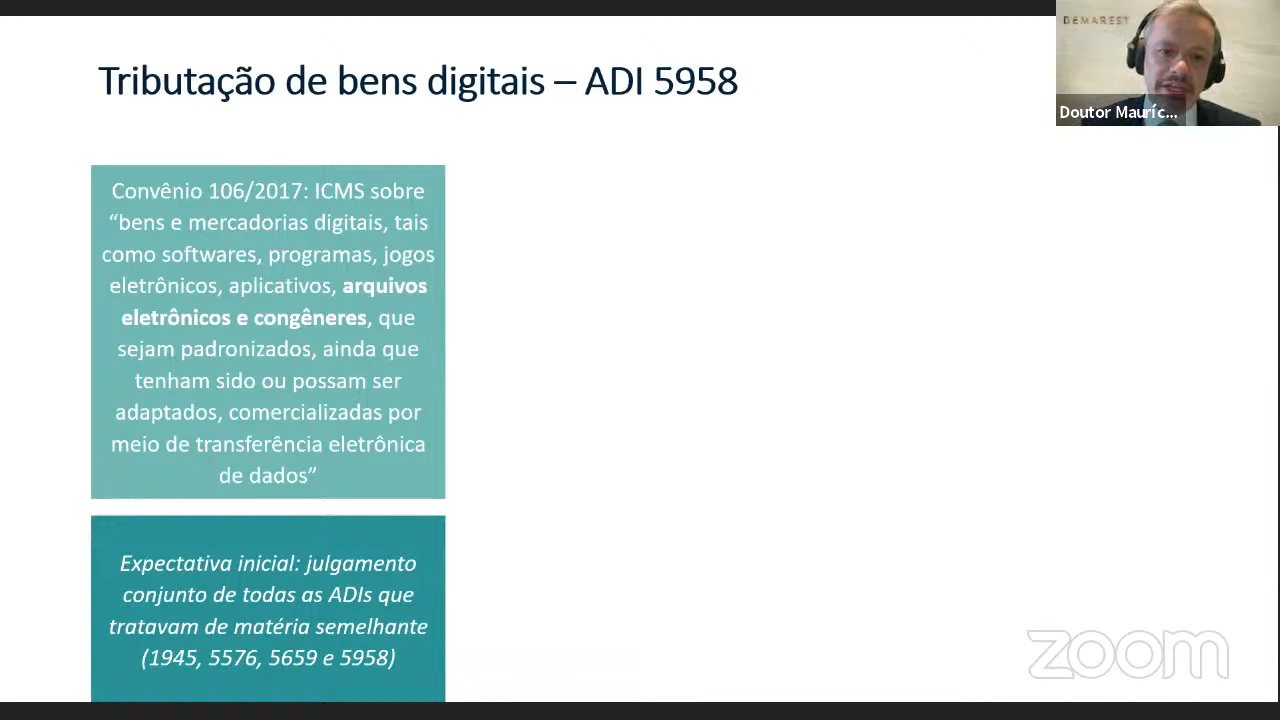 DEMAREST
Doutor Mauríc...
Tributação de bens digitais – ADI 5958
Convênio 106/2017: ICMS sobre
“bens e mercadorias digitais, tais
como softwares, programas, jogos
eletrônicos, aplicativos, arquivos
eletrônicos e congêneres, que
sejam padronizados, ainda que
tenham sido ou possam ser
adaptados, comercializadas por
meio de transferência eletrônica
de dados”
Expectativa inicial: julgamento
conjunto de todas as ADIs que
tratavam de matéria semelhante
(1945, 5576, 5659 e 5958)
zoom